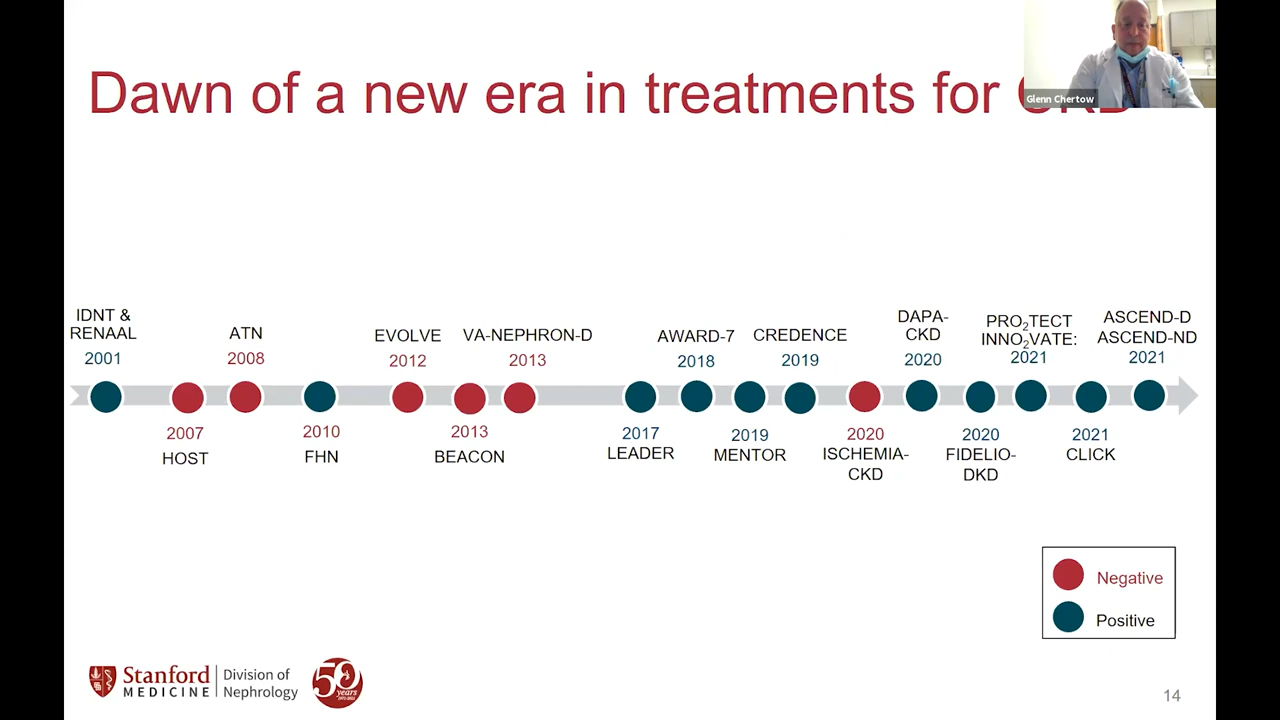 Dawn of a new era in treatments for
Glenn Chertow
IDNT &
RENAAL
2001
ATN
2008
EVOLVE
2012
VA-NEPHRON-D
2013
AWARD-7
2018
CREDENCE
2019
DAPA-
CKD
2020
PRO2TECT
INNO2VATE:
2021
ASCEND-D
ASCEND-ND
2021
2007
HOST
2010
FHN
2013
BEACON
2017
LEADER
2019
MENTOR
2020
ISCHEMIA-
CKD
2020
FIDELIO-
DKD
2021
CLICK
Negative
Positive
Stanford
MEDICINE
Division of
Nephrology
50
years
14